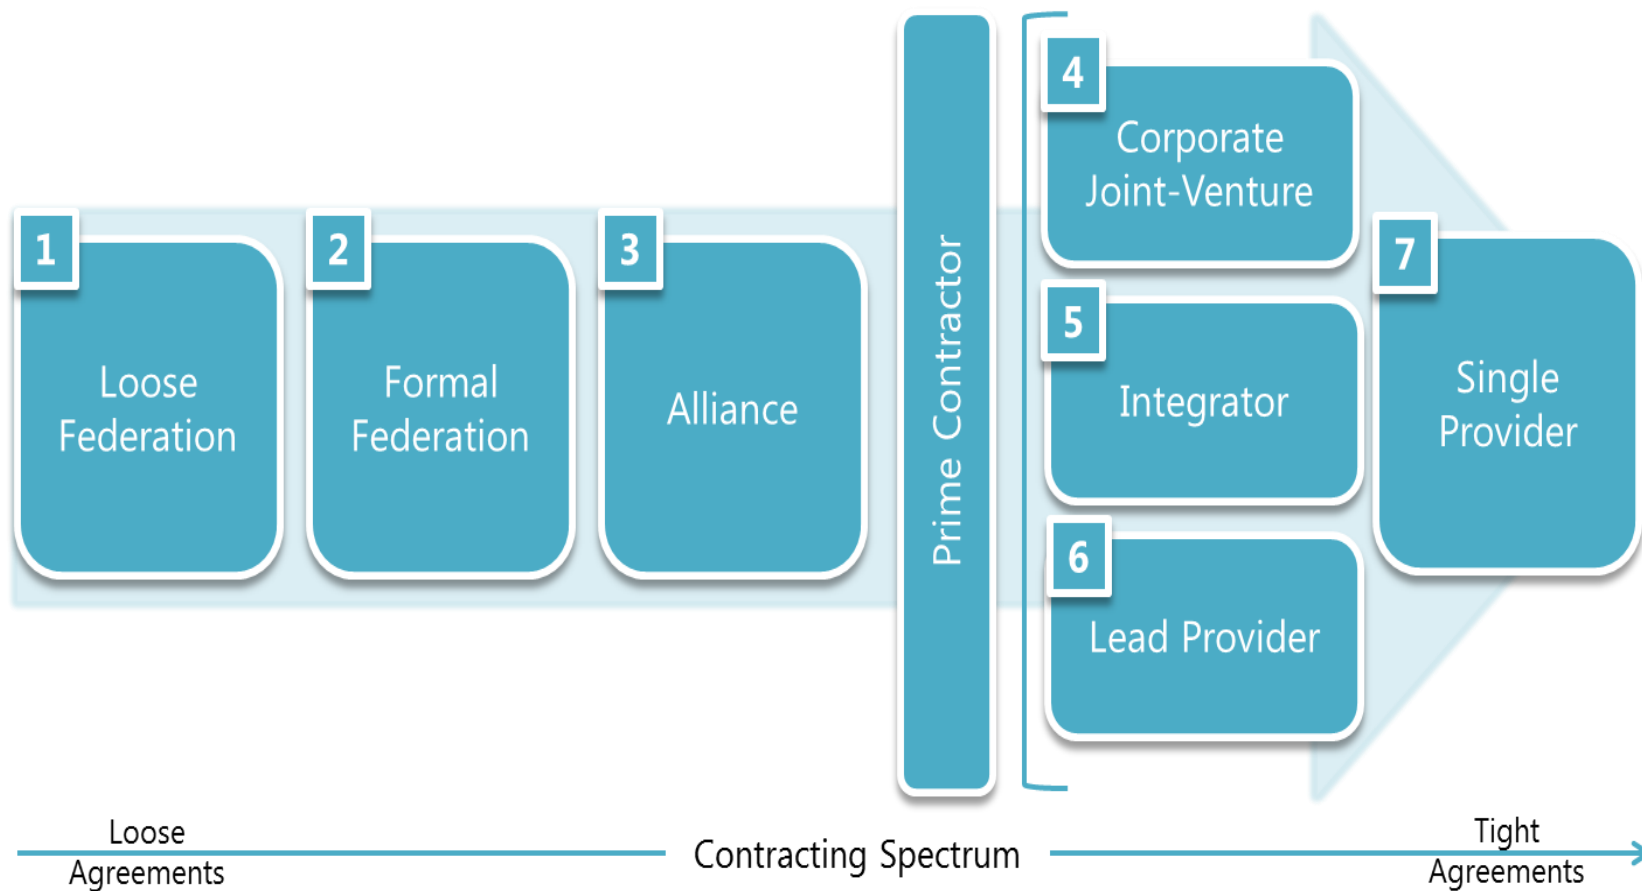 1
Loose
Federation
2
Formal
Federation
3
Alliance
Prime Contractor
4
Corporate
Joint-Venture
5
Integrator
6
Lead Provider
7
Single
Provider
Loose
Agreements
Contracting Spectrum
Tight
Agreements